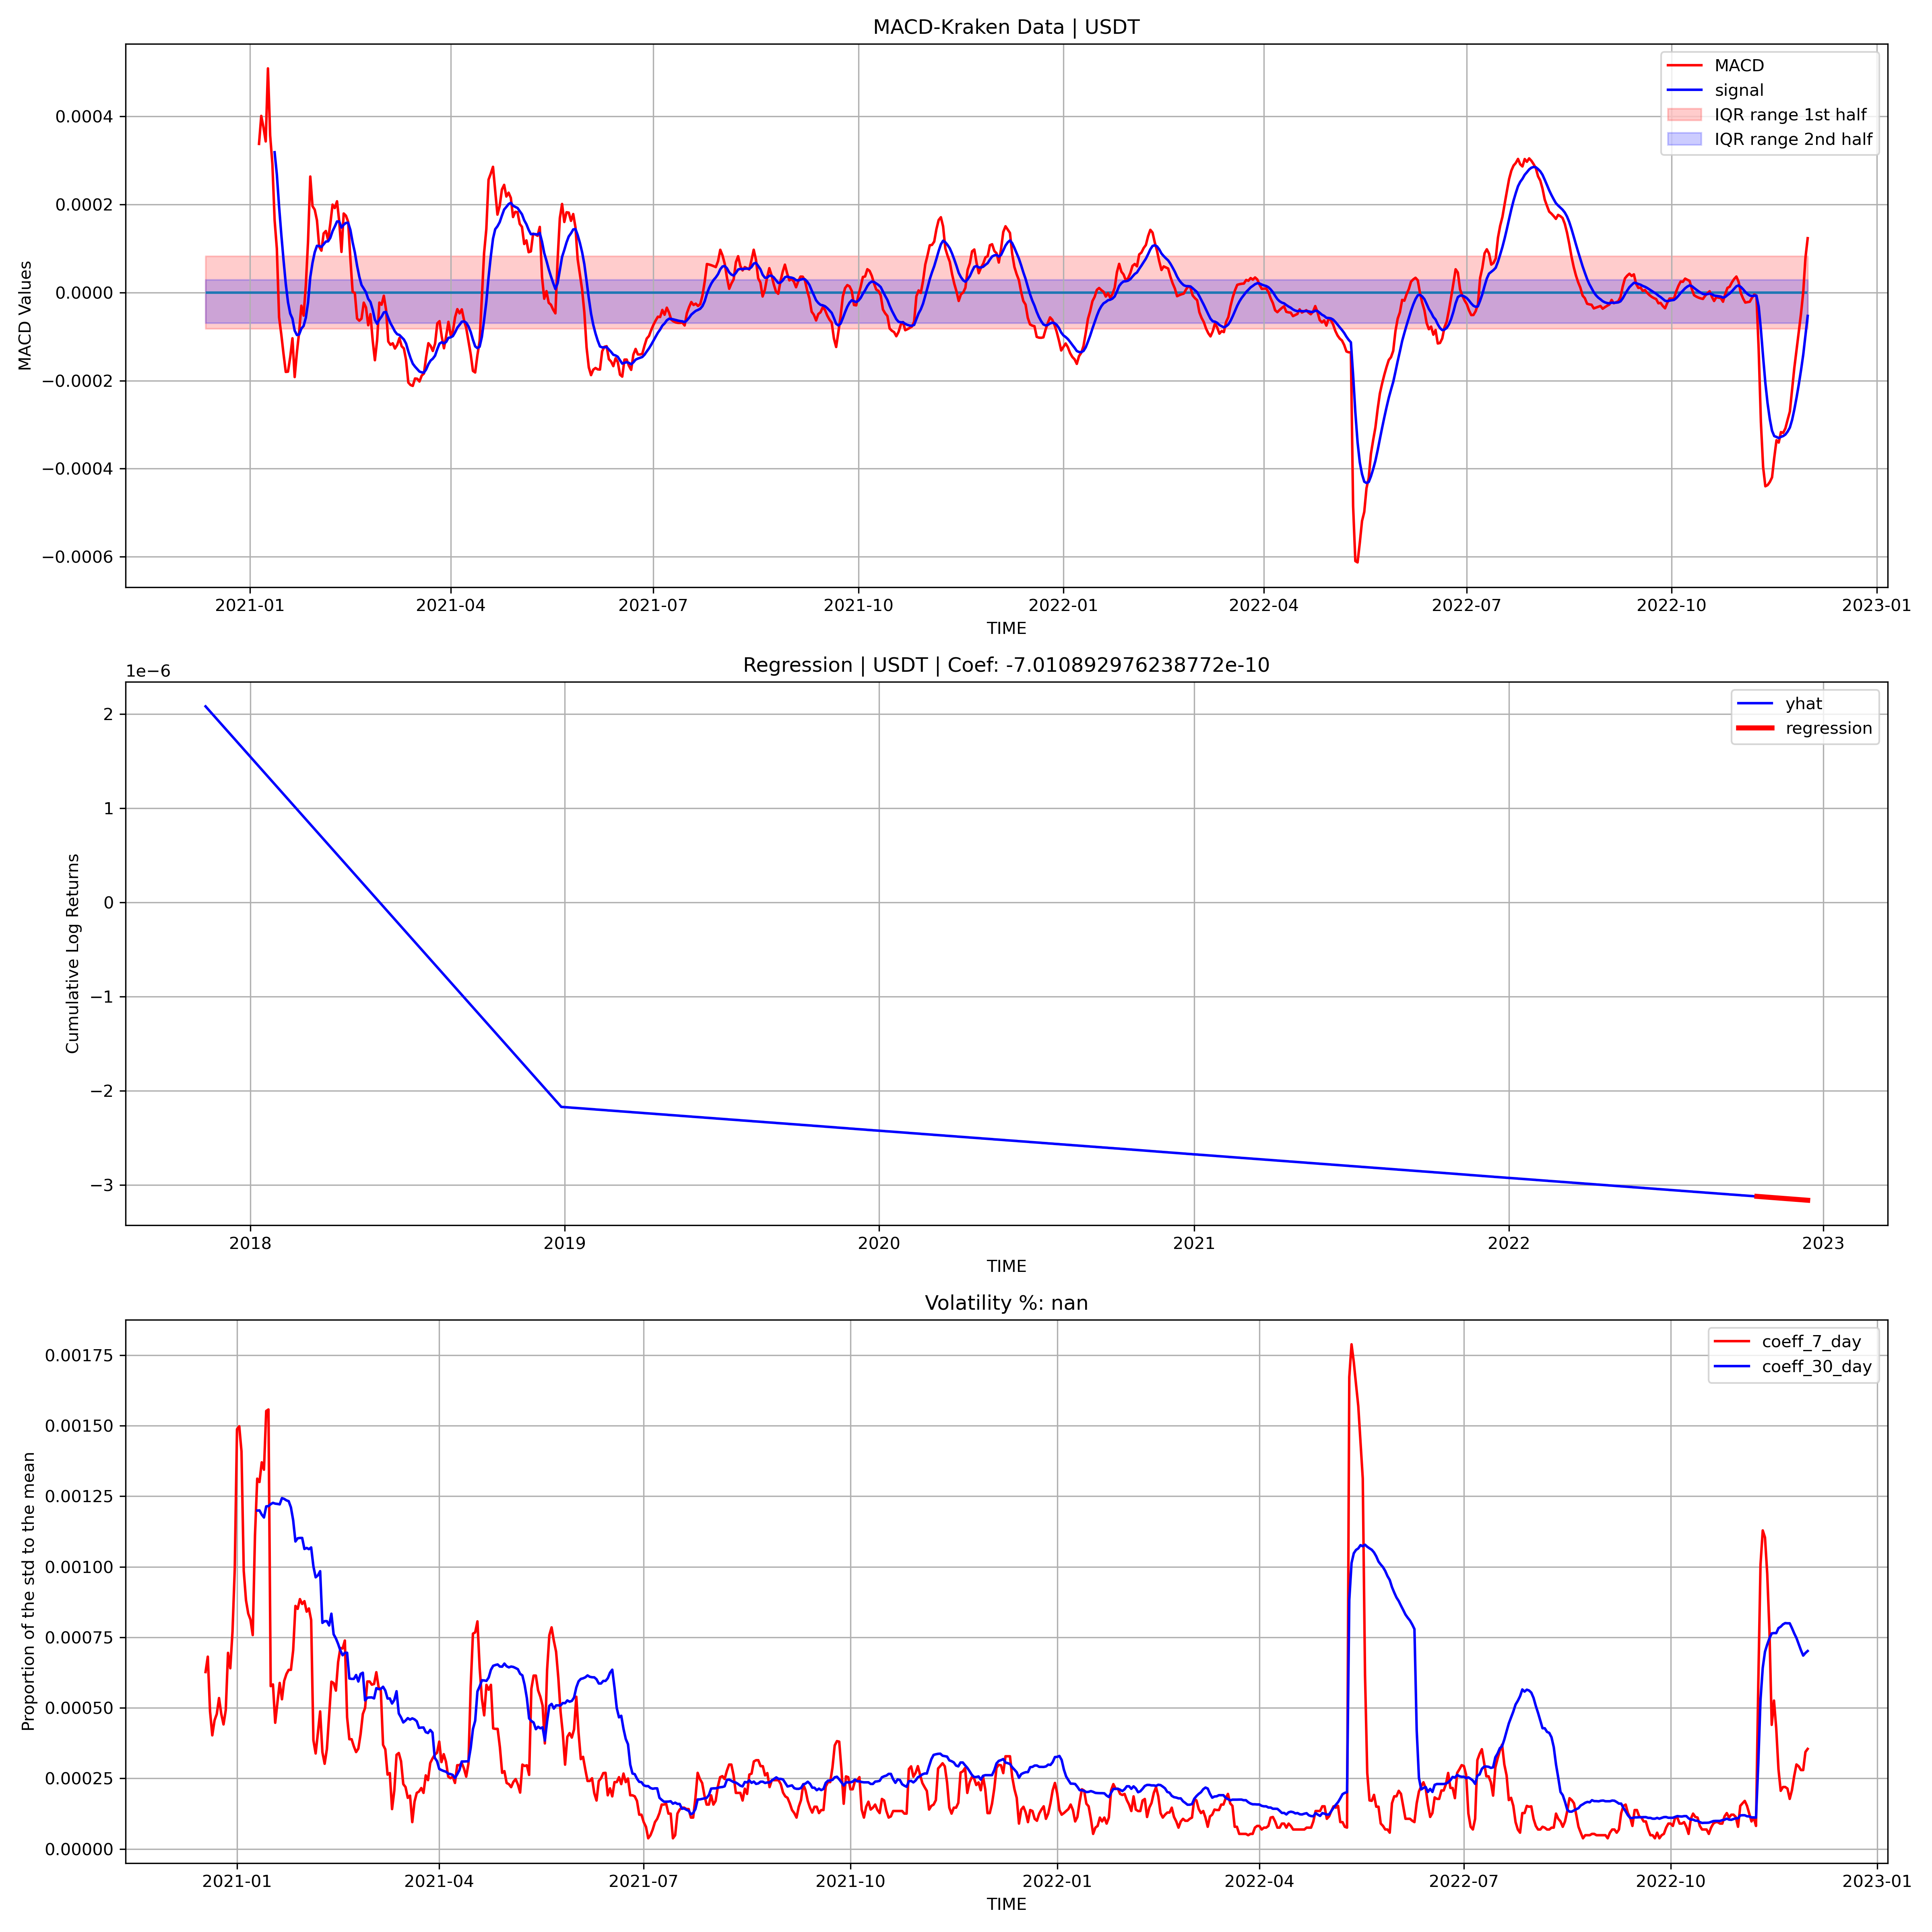 MACD-Kraken Data | USDT
MACD
signal
IQR range 1st half
IQR range 2nd half
0.0004
0.0002
0.0000
−0.0002
−0.0004
−0.0006
MACD Values
2021-01 2021-04 2021-07 2021-10 2022-01 2022-04 2022-07 2022-10 2023-01
TIME
Regression | USDT | Coef: -7.010892976238772e-10
1e−6
yhat
regression
2
1
0
−1
−2
−3
Cumulative Log Returns
2018 2019 2020 2021 2022 2023
TIME
Volatility %: nan
coeff_7_day
coeff_30_day
0.00175
0.00150
0.00125
0.00100
0.00075
0.00050
0.00025
0.00000
Proportion of the std to the mean
2021-01 2021-04 2021-07 2021-10 2022-01 2022-04 2022-07 2022-10 2023-01
TIME